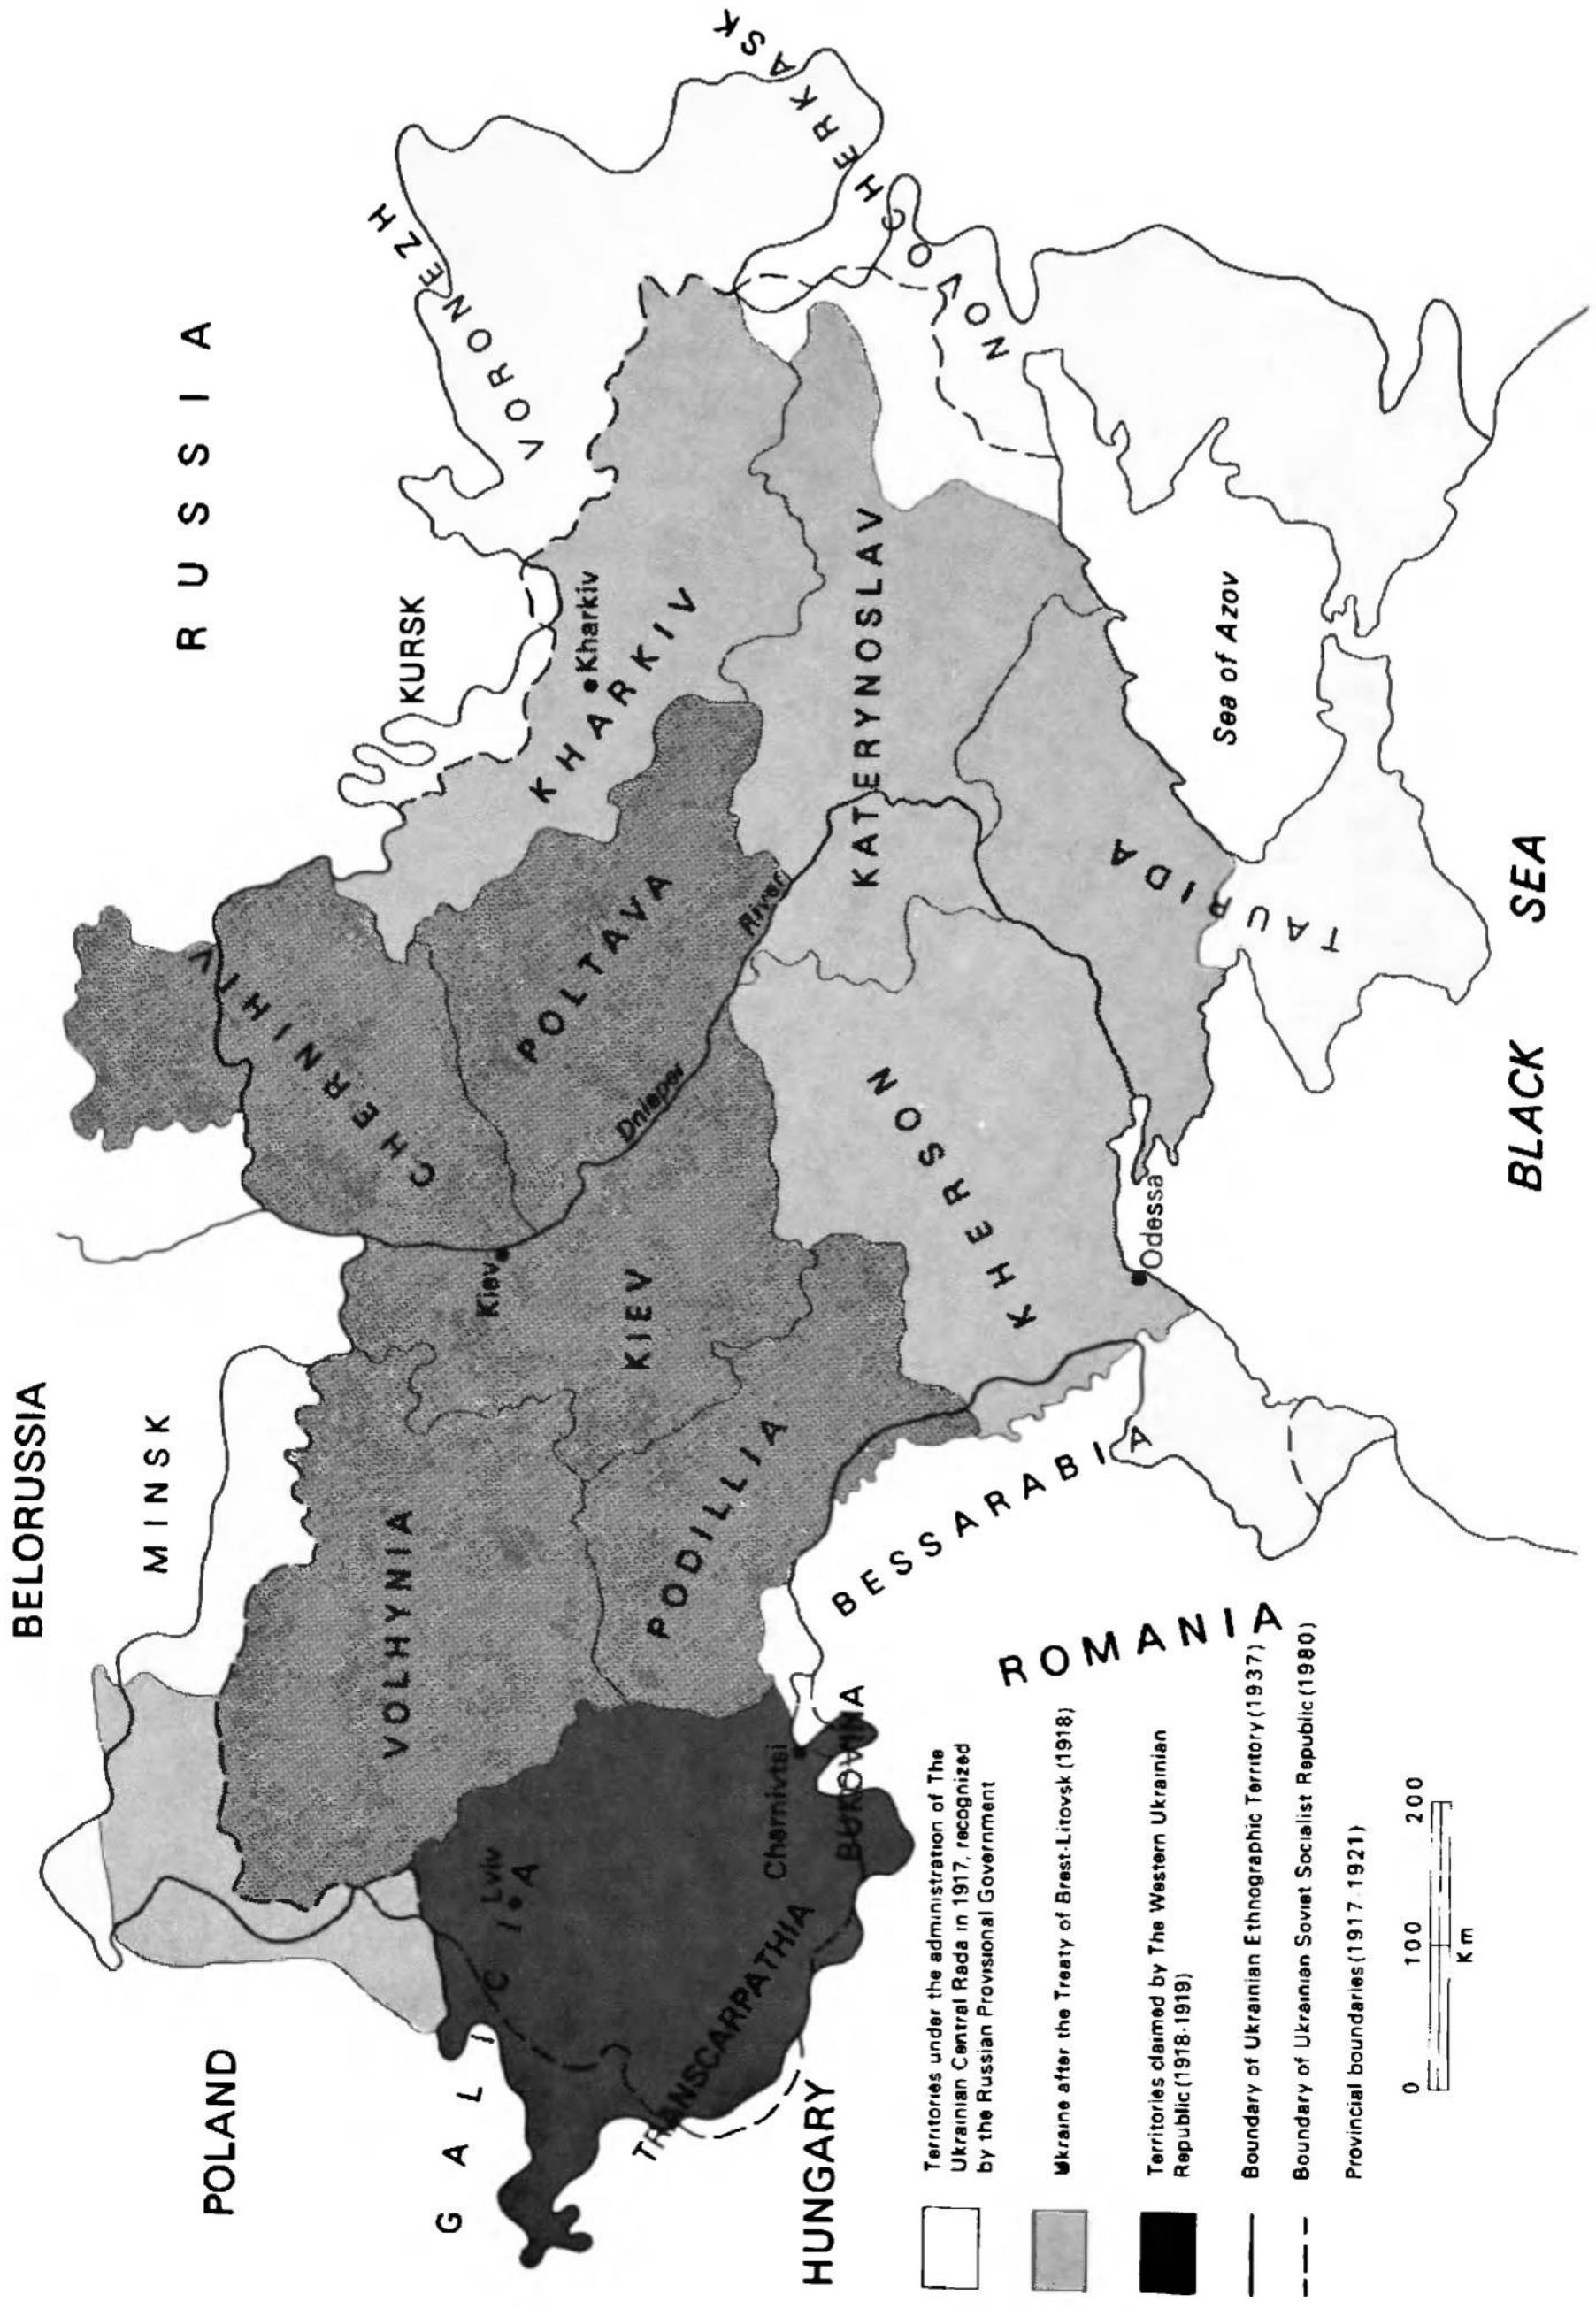 BELORUSSIA
RUSSIA
MINSK
POLAND
KURSK
VORONEZH
CHERNIHIV
VOLHYNIA
GALICIA
Lviv
Kiev
KIEV
POLTAVA
KHARKIV
Kharkiv
Dnieper River
NOVOCHERKASK
PODILLIA
KATERYNOSLAV
TRANSCARPATHIA
Chernivtsi
BUKOVINA
HUNGARY
BESSARABIA
KHERSON
ROMANIA
TAURIDA
Odessa
Sea of Azov
BLACK SEA
Territories under the administration of The
Ukrainian Central Rada in 1917, recognized
by the Russian Provisional Government
Ukraine after the Treaty of Brest-Litovsk (1918)
Territories claimed by The Western Ukrainian
Republic (1918-1919)
Boundary of Ukrainian Ethnographic Territory (1937)
Boundary of Ukrainian Soviet Socialist Republic (1980)
Provincial boundaries (1917-1921)
0 100 200
Km